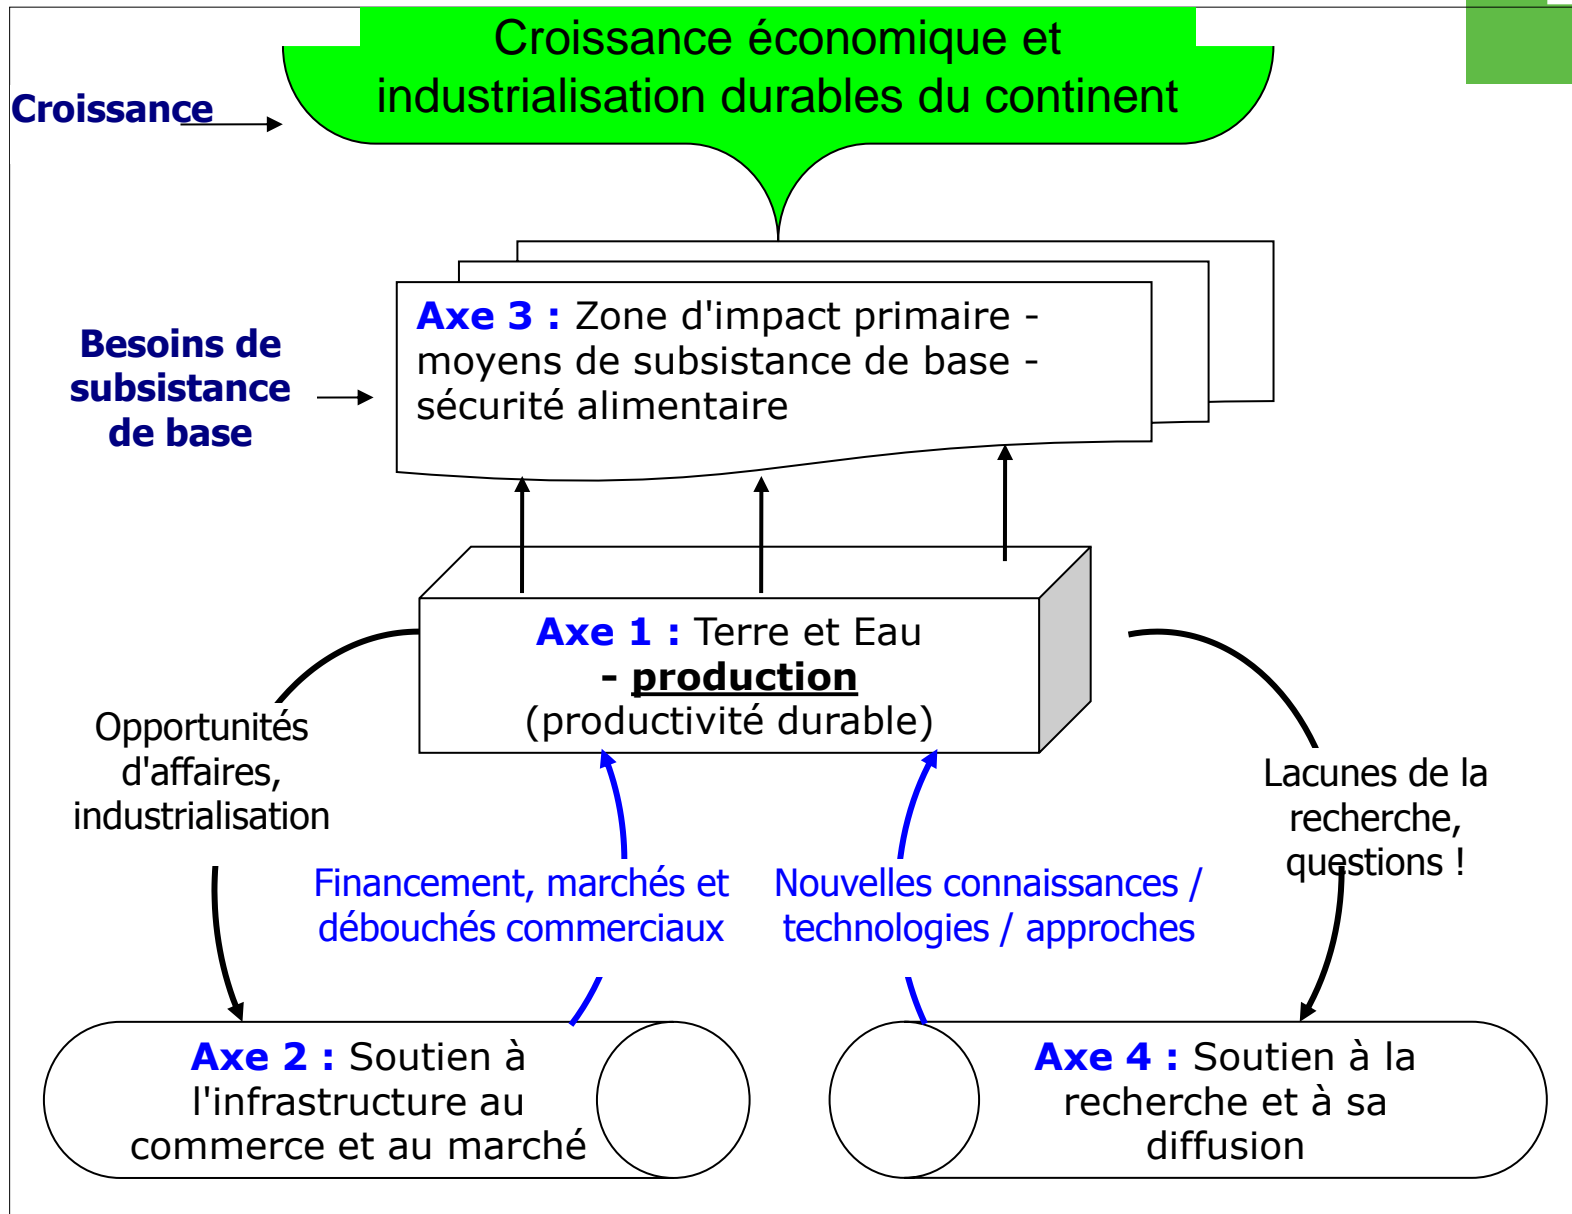 Croissance économique et
industrialisation durables du continent
Croissance
Axe 3 : Zone d'impact primaire -
moyens de subsistance de base -
sécurité alimentaire
Besoins de
subsistance
de base
Axe 1 : Terre et Eau
- production
(productivité durable)
Opportunités
d'affaires,
industrialisation
Lacunes de la
recherche,
questions !
Financement, marchés et
débouchés commerciaux
Nouvelles connaissances /
technologies / approches
Axe 2 : Soutien à
l'infrastructure au
commerce et au marché
Axe 4 : Soutien à la
recherche et à sa
diffusion